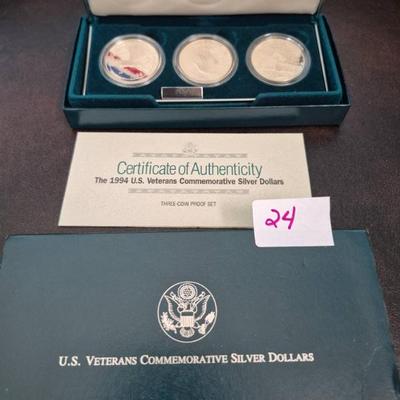 Certificate of Authenticity
The 1994 U.S. Veterans Commemorative Silver Dollars
THREE-COIN PROOF SET
24
U.S. VETERANS COMMEMORATIVE SILVER DOLLARS